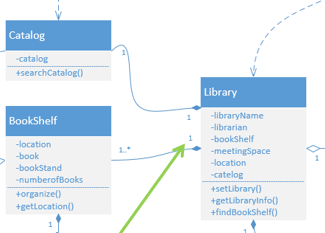 Catalog
-catalog
+searchCatalog()
1
1
BookShelf
-location
-book
-bookStand
-numberofBooks
+organize()
+getLocation()
1..*
1
Library
-libraryName
-librarian
-bookShelf
-meetingSpace
-location
-catelog
+setLibrary()
+getLibraryInfo()
+findBookShelf()
1
1
1